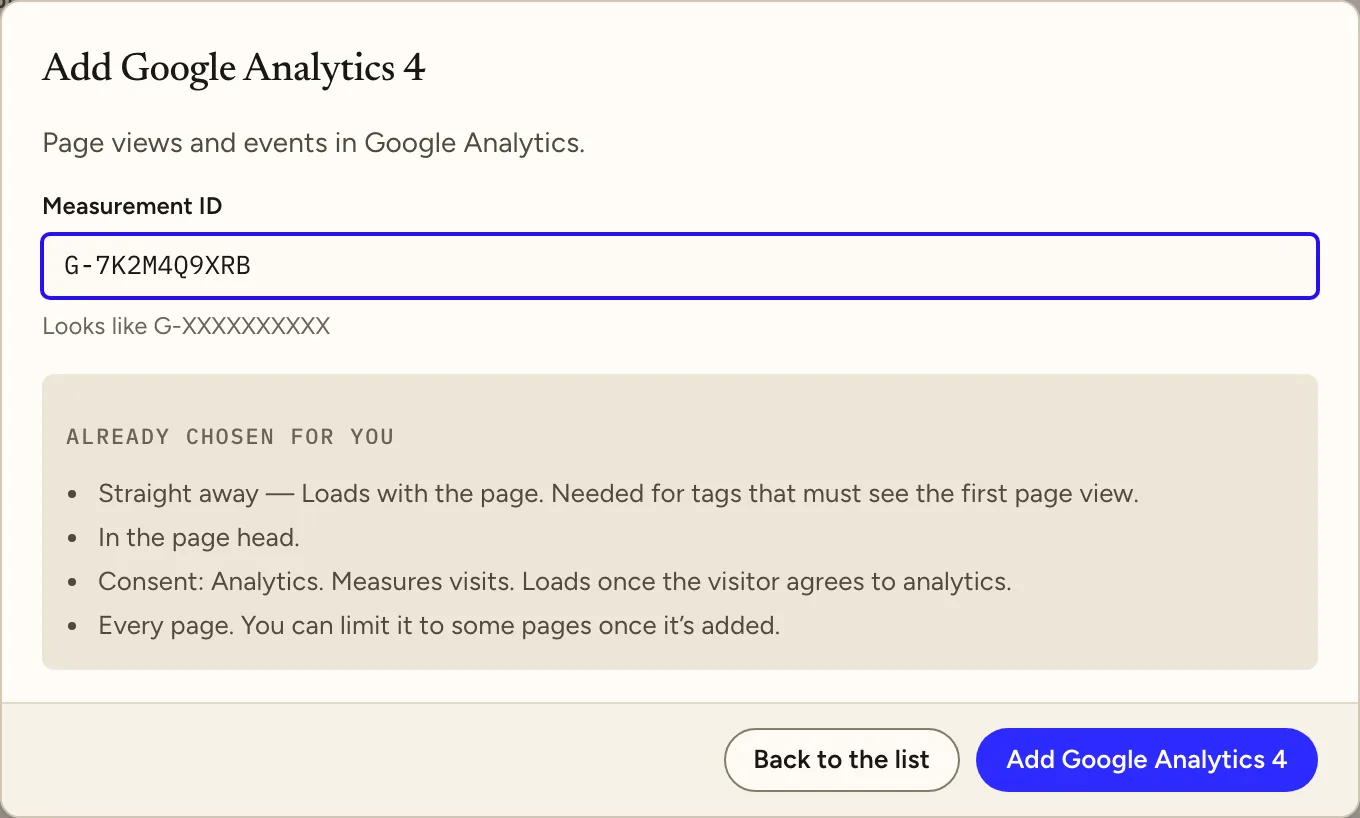 Add Google Analytics 4
Page views and events in Google Analytics.
Measurement ID
G-7K2M4Q9XRB
Looks like G-XXXXXXXXXX
ALREADY CHOSEN FOR YOU
• Straight away — Loads with the page. Needed for tags that must see the first page view.
• In the page head.
• Consent: Analytics. Measures visits. Loads once the visitor agrees to analytics.
• Every page. You can limit it to some pages once it’s added.
Back to the list
Add Google Analytics 4